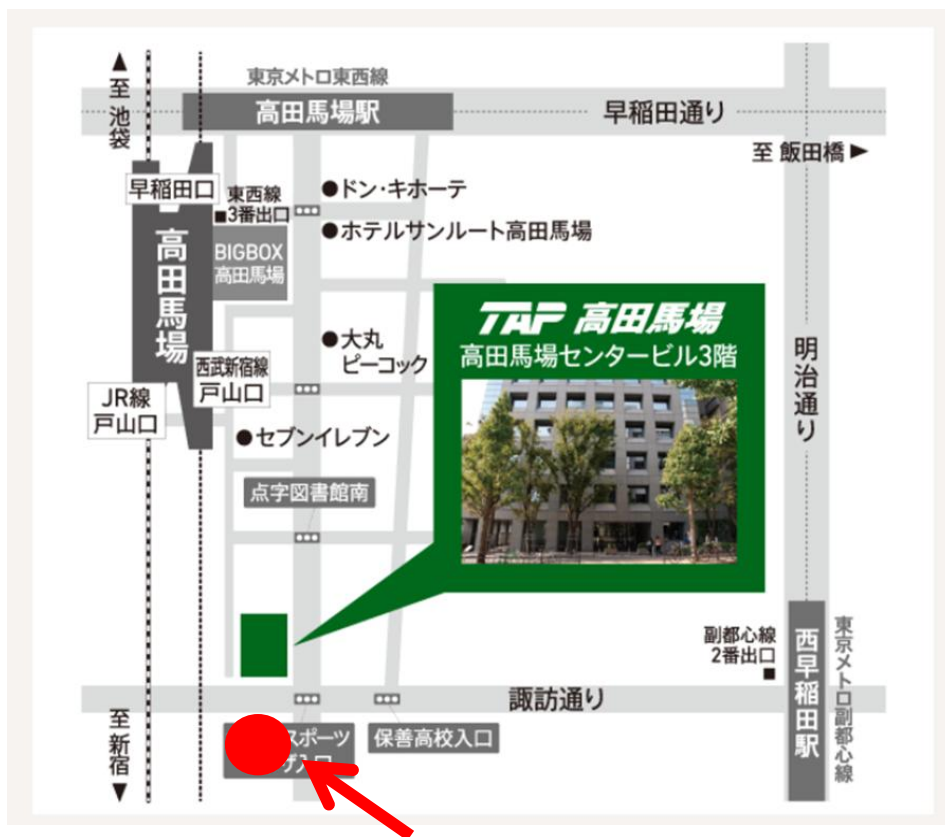 東京メトロ東西線
高田馬場駅
早稲田通り
至 池袋
至 飯田橋
早稲田口
東西線
3番出口
ドン・キホーテ
ホテルサンルート高田馬場
BIGBOX
高田馬場
高田馬場
TAP 高田馬場
高田馬場センタービル3階
大丸
ピーコック
西武新宿線
戸山口
JR線
戸山口
セブンイレブン
明治通り
点字図書館南
副都心線
2番出口
西早稲田駅
東京メトロ副都心線
諏訪通り
至 新宿
スポーツ
入口
保善高校入口